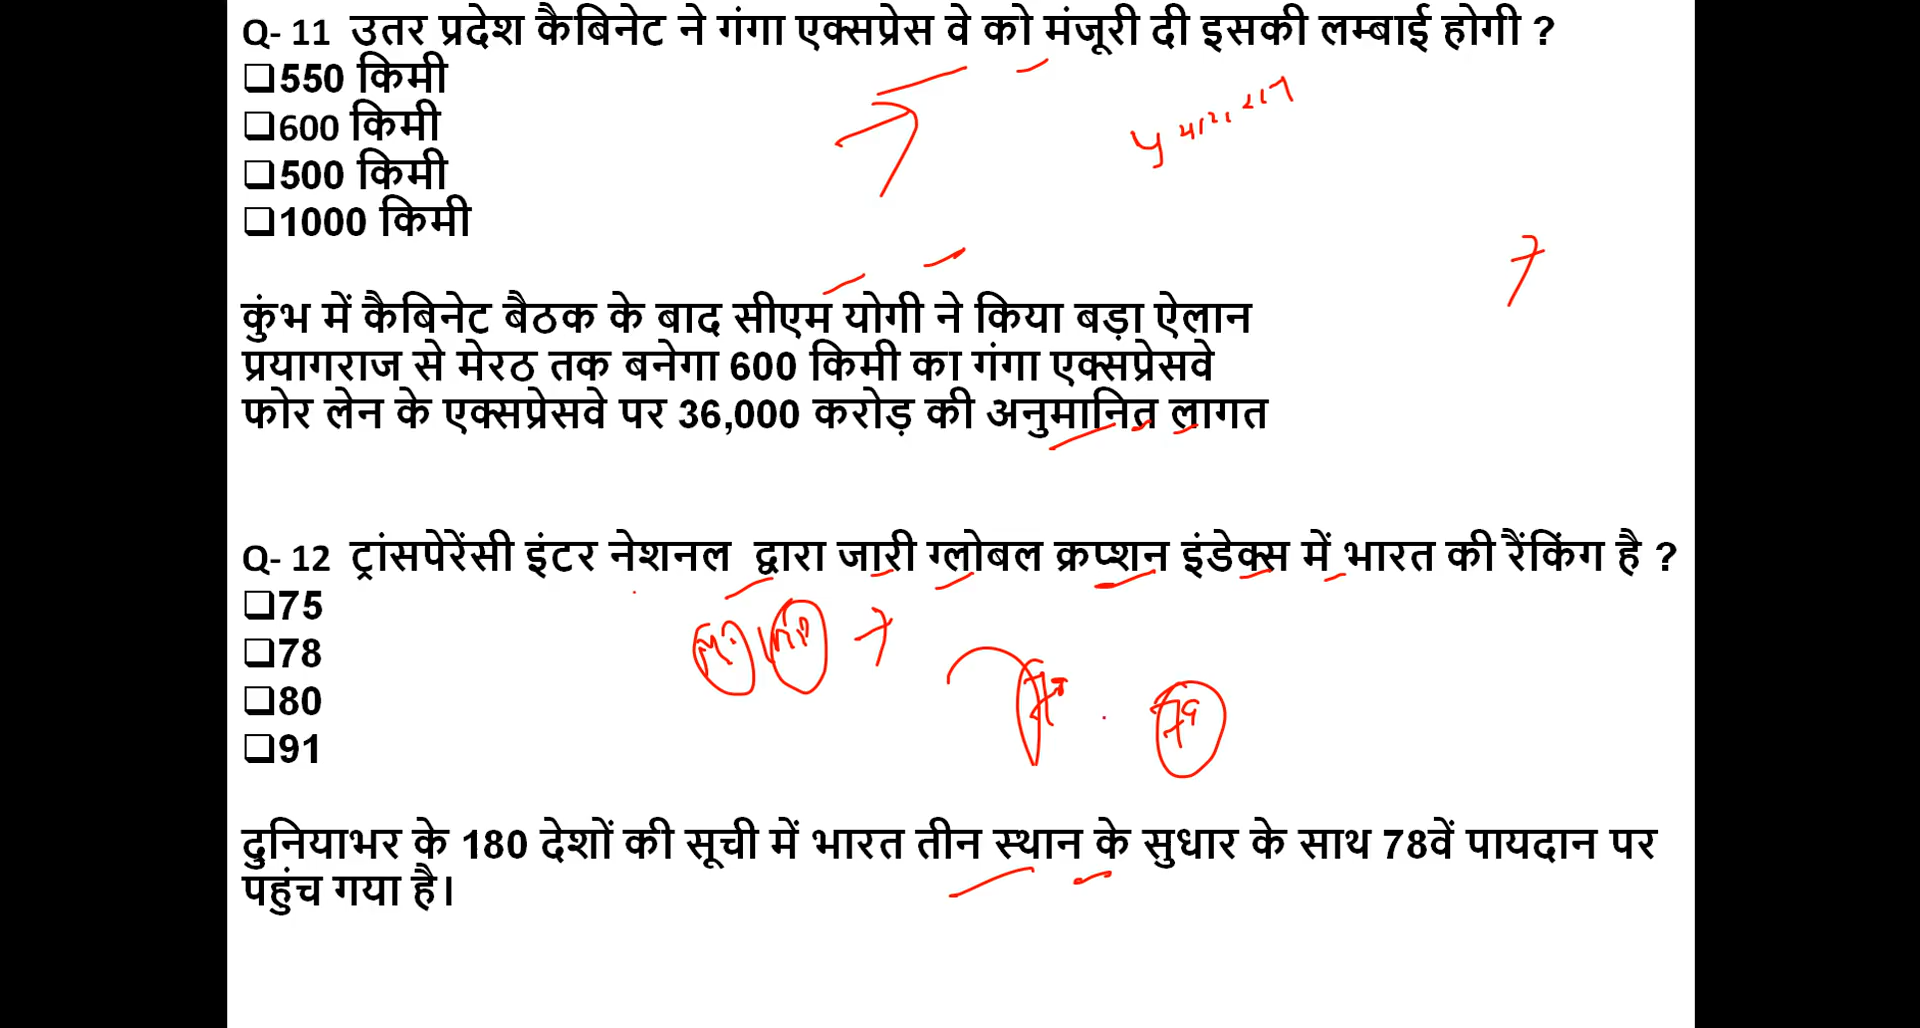 Q- 11 उतर प्रदेश कैबिनेट ने गंगा एक्सप्रेस वे को मंजूरी दी इसकी लम्बाई होगी ?
❑550 किमी
❑600 किमी
❑500 किमी
❑1000 किमी
कुंभ में कैबिनेट बैठक के बाद सीएम योगी ने किया बड़ा ऐलान
प्रयागराज से मेरठ तक बनेगा 600 किमी का गंगा एक्सप्रेसवे
फोर लेन के एक्सप्रेसवे पर 36,000 करोड़ की अनुमानित लागत
Q- 12 ट्रांसपेरेंसी इंटर नेशनल द्वारा जारी ग्लोबल क्रप्शन इंडेक्स में भारत की रैंकिंग है ?
❑75
❑78
❑80
❑91
दुनियाभर के 180 देशों की सूची में भारत तीन स्थान के सुधार के साथ 78वें पायदान पर
पहुंच गया है।